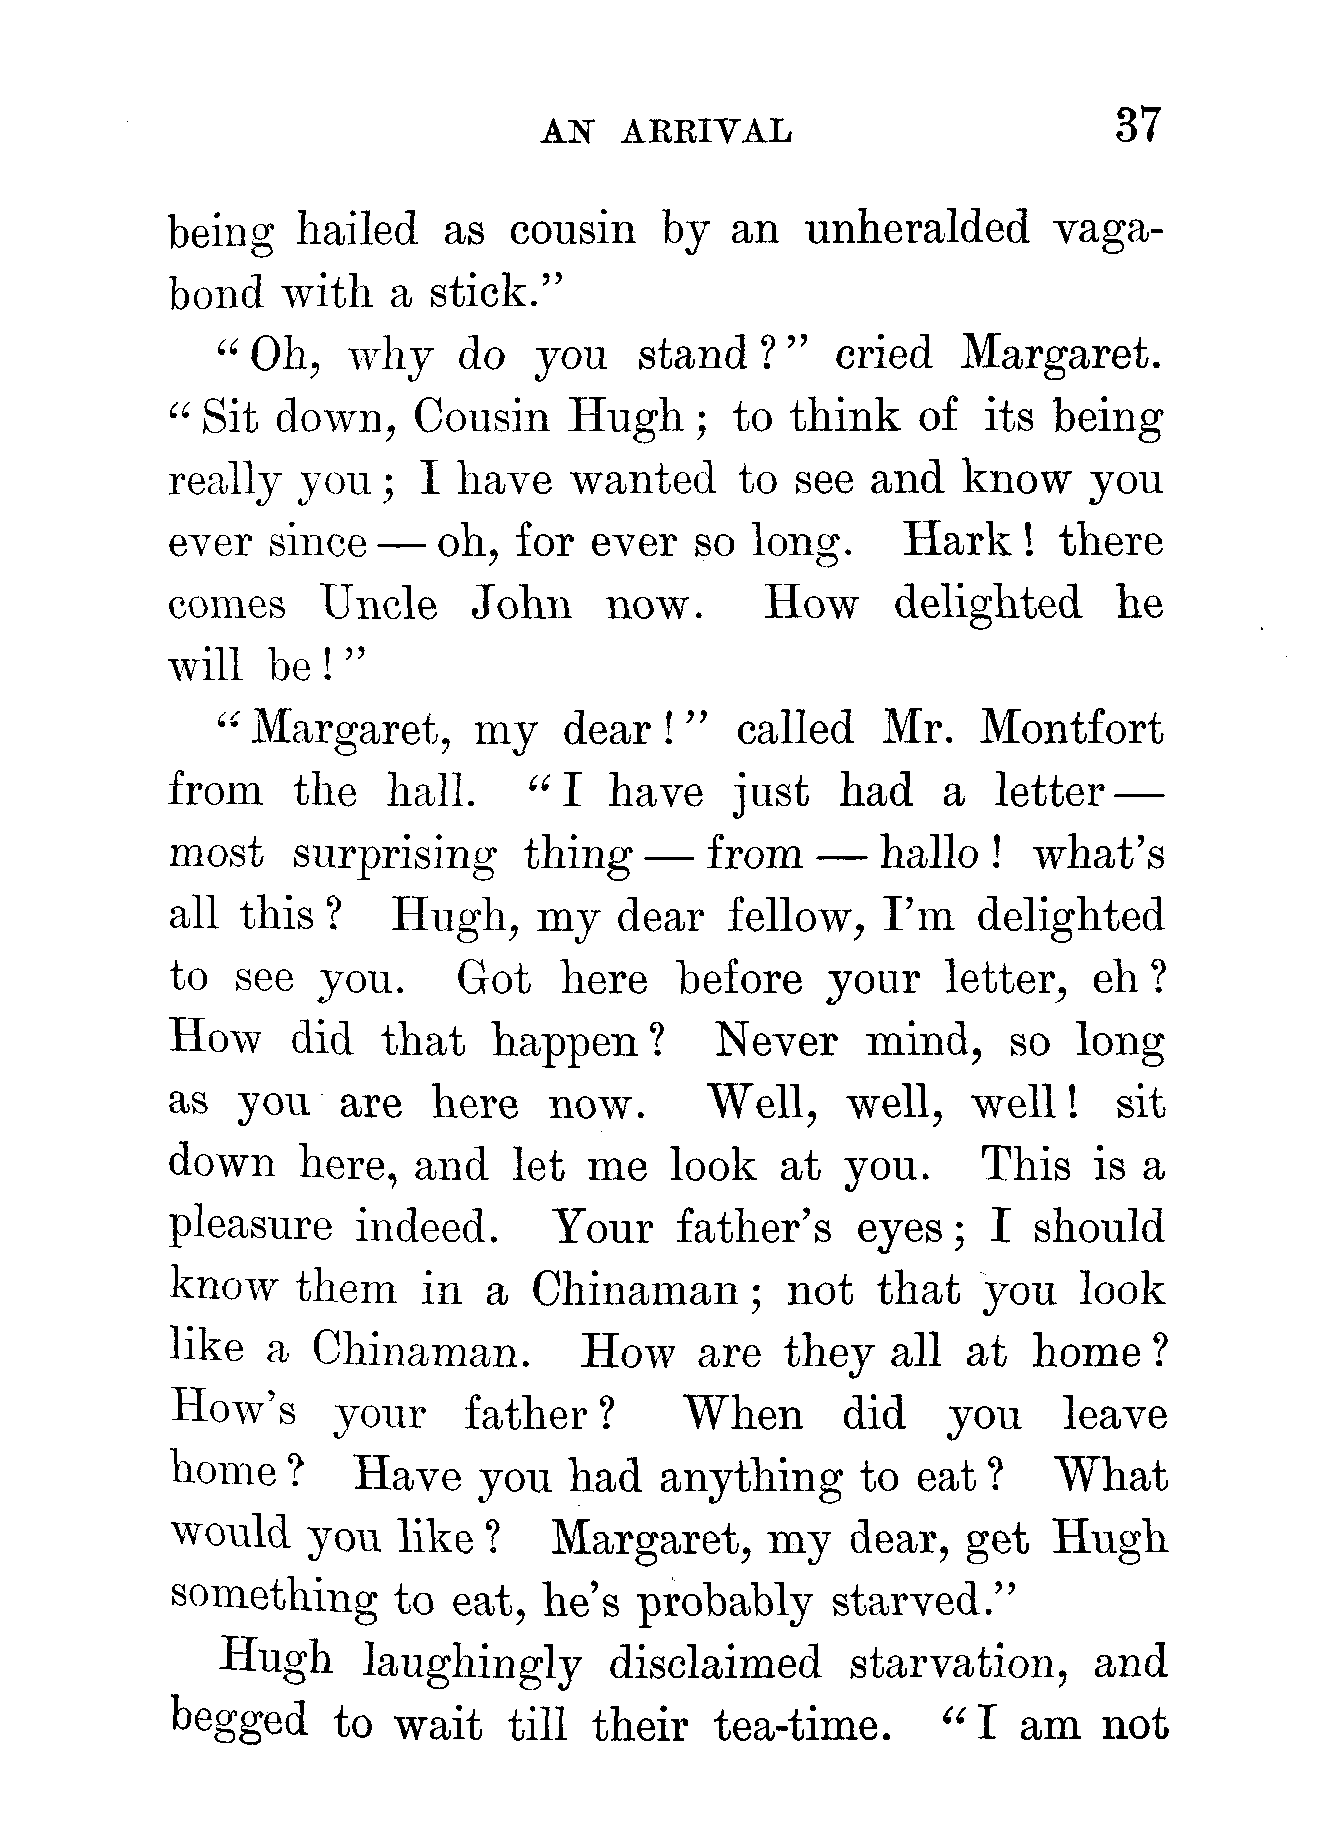 AN ARRIVAL 37
being hailed as cousin by an unheralded vaga-
bond with a stick.”
“ Oh, why do you stand ? ” cried Margaret.
“ Sit down, Cousin Hugh ; to think of its being
really you ; I have wanted to see and know you
ever since — oh, for ever so long. Hark ! there
comes Uncle John now. How delighted he
will be ! ”
“ Margaret, my dear ! ” called Mr. Montfort
from the hall. “ I have just had a letter —
most surprising thing — from — hallo ! what’s
all this ? Hugh, my dear fellow, I’m delighted
to see you. Got here before your letter, eh ?
How did that happen ? Never mind, so long
as you are here now. Well, well, well ! sit
down here, and let me look at you. This is a
pleasure indeed. Your father’s eyes ; I should
know them in a Chinaman ; not that you look
like a Chinaman. How are they all at home ?
How’s your father ? When did you leave
home ? Have you had anything to eat ? What
would you like ? Margaret, my dear, get Hugh
something to eat, he’s probably starved.”
Hugh laughingly disclaimed starvation, and
begged to wait till their tea-time. “ I am not